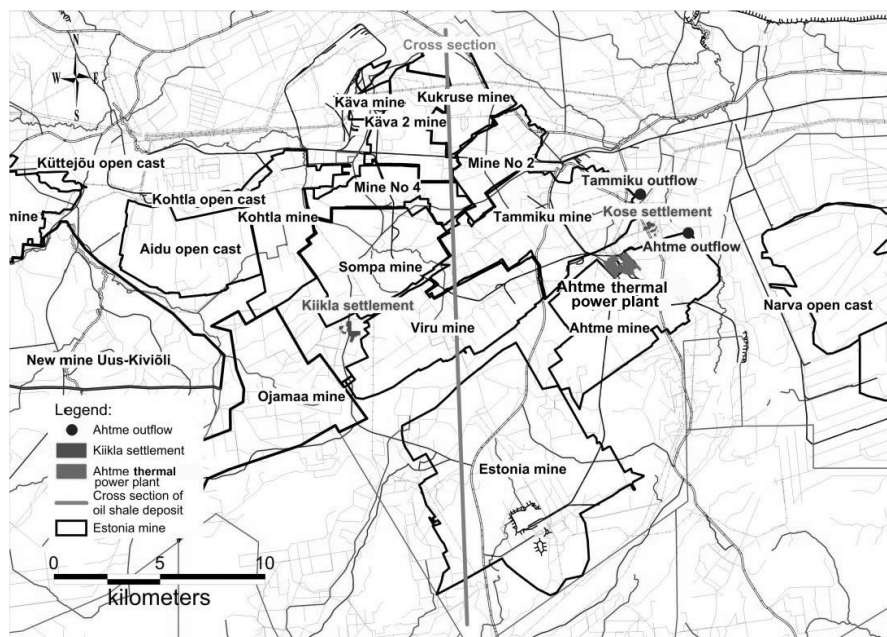 Cross section
N
W E
S
Käva mine
Kukruse mine
Käva 2 mine
Küttejõu open cast
Mine No 2
Mine No 4
Tammiku outflow
Kohtla open cast
mine
Kohtla mine
Tammiku mine
Kose settlement
Aidu open cast
Ahtme outflow
Sompa mine
Ahtme thermal
power plant
Kiikla settlement
Narva open cast
Viru mine
Ahtme mine
New mine Uus-Kiviõli
Ojamaa mine
Legend:
Ahtme outflow
Kiikla settlement
Ahtme thermal
power plant
Cross section of
oil shale deposit
Estonia mine
Estonia mine
0 5 10
kilometers